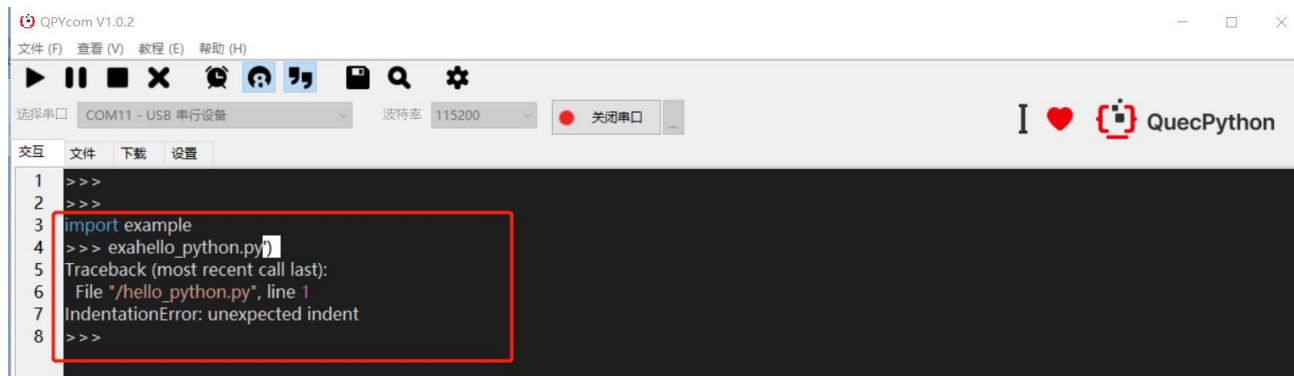 QPYcom V1.0.2
文件 (F) 查看 (V) 教程 (E) 帮助 (H)
选择串口 COM11 - USB 串行设备 波特率 115200 关闭串口 ...
QuecPython
交互 文件 下载 设置
1 >>>
2 >>>
3 import example
4 >>> exahello_python.py')
5 Traceback (most recent call last):
6 File "/hello_python.py", line 1
7 IndentationError: unexpected indent
8 >>>